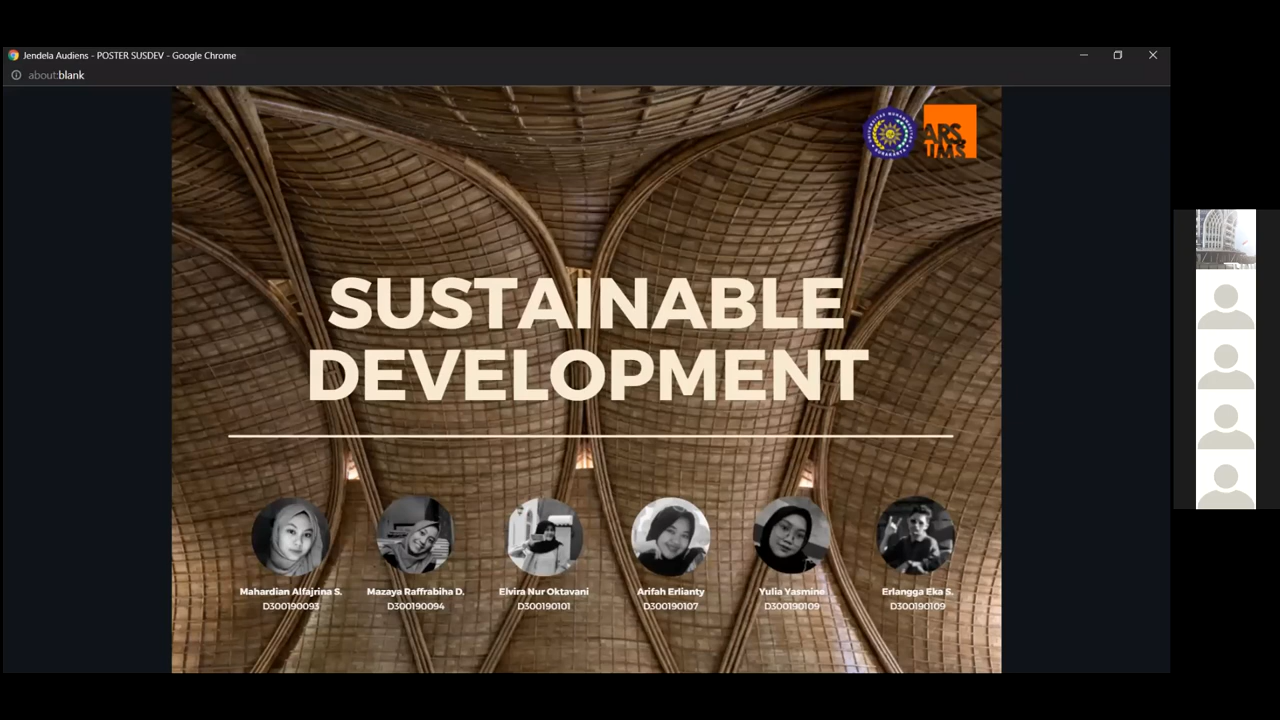 Jendela Audiens - POSTER SUSDEV - Google Chrome
about:blank
ARS.
UMS
SUSTAINABLE
DEVELOPMENT
Mahardian Alfajrina S.
D300190093
Mazaya Raffrabiha D.
D300190094
Elvira Nur Oktavani
D300190101
Arifah Erlianty
D300190107
Yulia Yasmine
D300190109
Erlangga Eka S.
D300190109